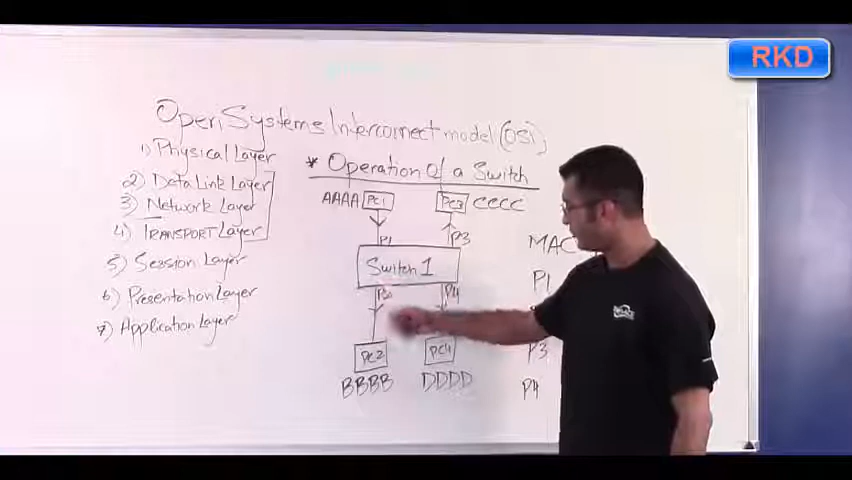 RKD
Open Systems Interconnect model (OSI)
1) Physical Layer
2) Data Link Layer
3) Network Layer
4) TRANSPORT Layer
5) Session Layer
6) Presentation Layer
7) Application Layer
* Operation Of a Switch
AAAA PC1
PC3 CCCC
P1
P3
Switch 1
P4
PC2
PC4
BBBB
DDDD
MAC
P1
P3
P4